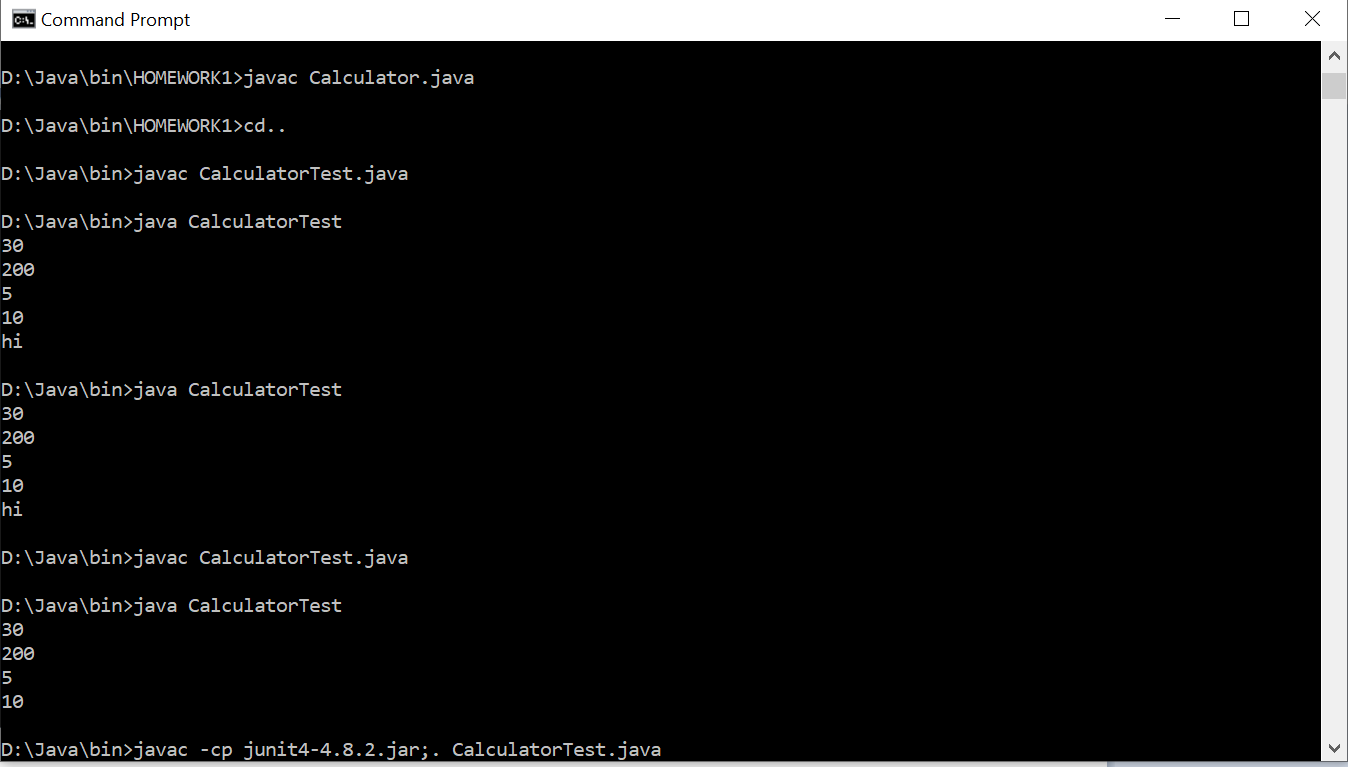 Command Prompt
D:\Java\bin\HOMEWORK1>javac Calculator.java
D:\Java\bin\HOMEWORK1>cd..
D:\Java\bin>javac CalculatorTest.java
D:\Java\bin>java CalculatorTest
30
200
5
10
hi
D:\Java\bin>java CalculatorTest
30
200
5
10
hi
D:\Java\bin>javac CalculatorTest.java
D:\Java\bin>java CalculatorTest
30
200
5
10
D:\Java\bin>javac -cp junit4-4.8.2.jar;. CalculatorTest.java